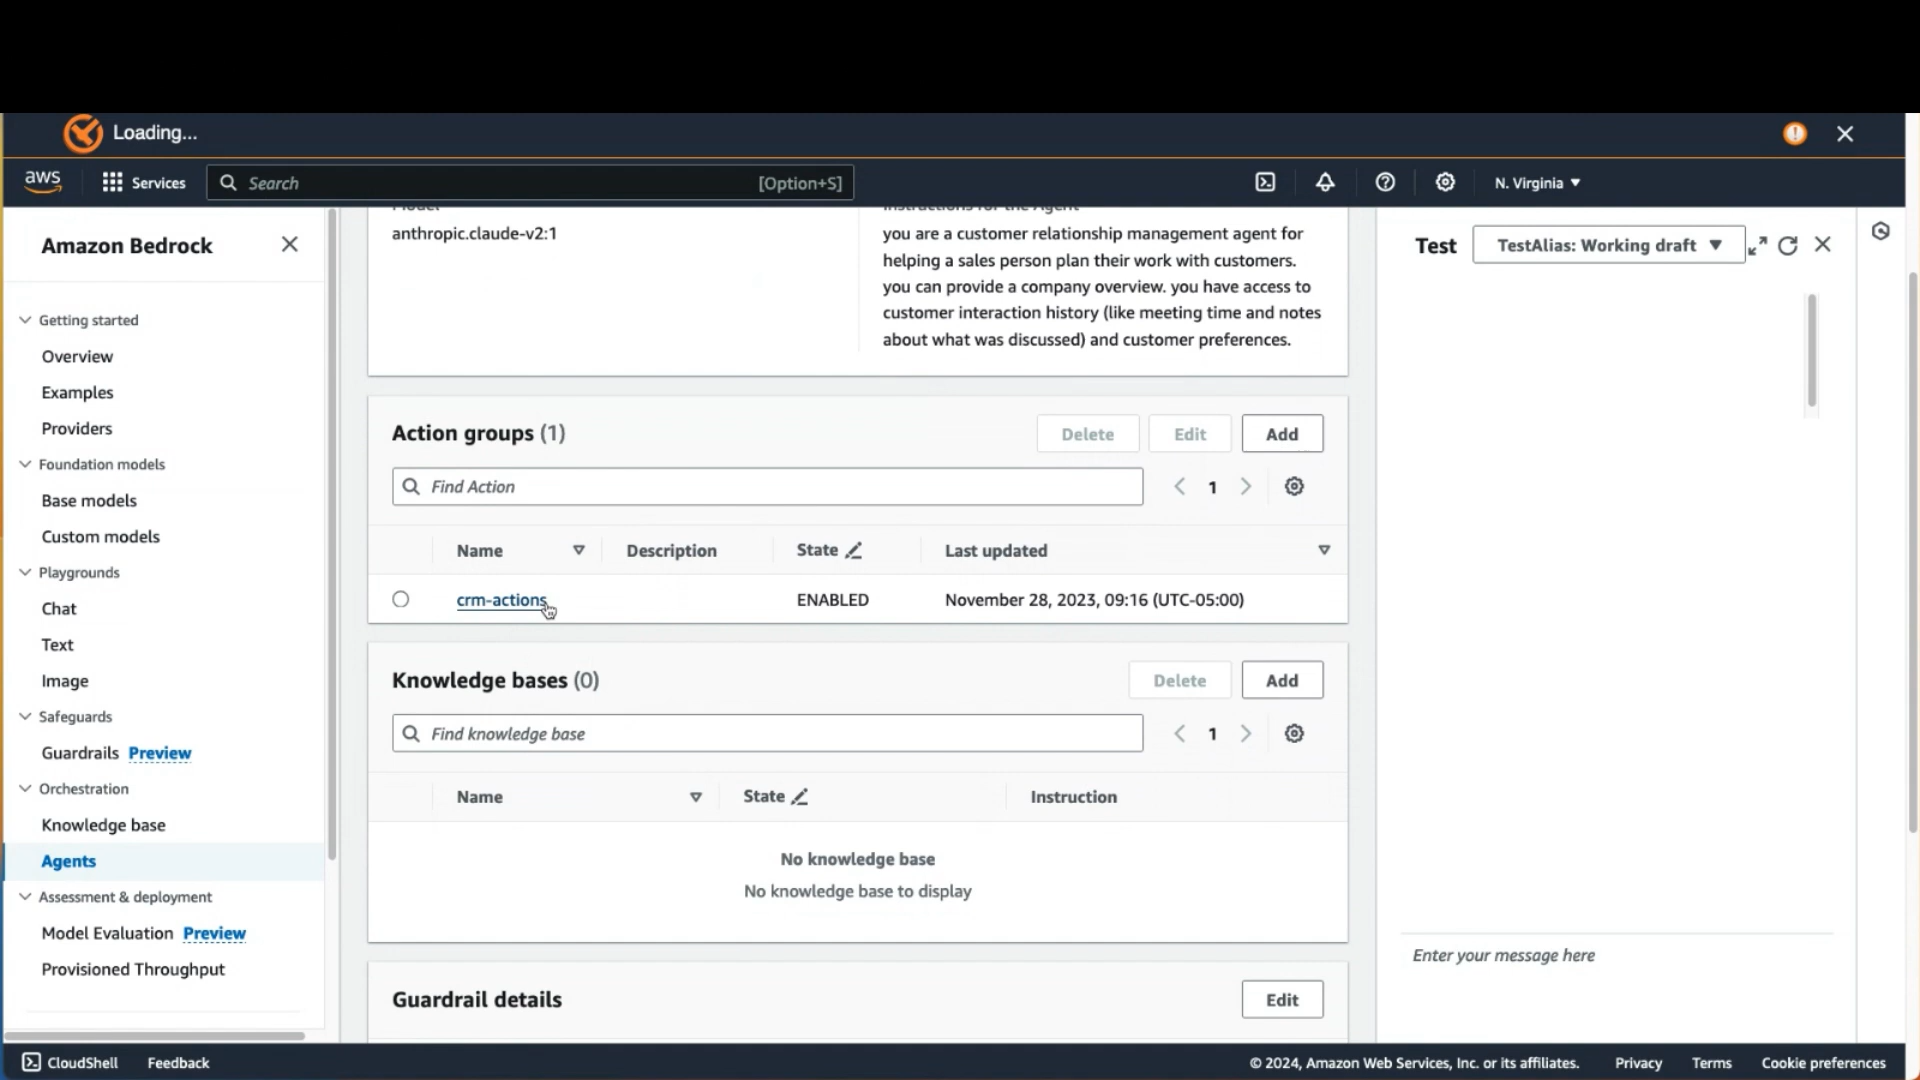 Loading...
aws
Services
Search
[Option+S]
N. Virginia
Amazon Bedrock
Getting started
Overview
Examples
Providers
Foundation models
Base models
Custom models
Playgrounds
Chat
Text
Image
Safeguards
Guardrails Preview
Orchestration
Knowledge base
Agents
Assessment & deployment
Model Evaluation Preview
Provisioned Throughput
Model
anthropic.claude-v2:1
Instructions for the Agent
you are a customer relationship management agent for
helping a sales person plan their work with customers.
you can provide a company overview. you have access to
customer interaction history (like meeting time and notes
about what was discussed) and customer preferences.
Action groups (1)
Delete
Edit
Add
Find Action
1
Name
Description
State
Last updated
crm-actions
ENABLED
November 28, 2023, 09:16 (UTC-05:00)
Knowledge bases (0)
Delete
Add
Find knowledge base
1
Name
State
Instruction
No knowledge base
No knowledge base to display
Guardrail details
Edit
Test
TestAlias: Working draft
Enter your message here
CloudShell
Feedback
© 2024, Amazon Web Services, Inc. or its affiliates.
Privacy
Terms
Cookie preferences